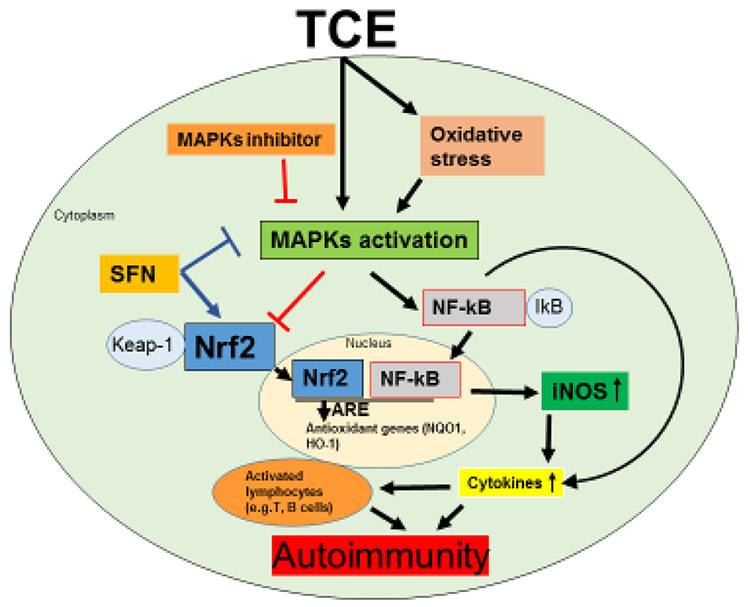 TCE
MAPKs inhibitor
Oxidative
stress
Cytoplasm
MAPKs activation
SFN
NF-kB
IkB
Keap-1
Nrf2
Nucleus
Nrf2
NF-kB
iNOS↑
ARE
Antioxidant genes (NQO1,
HO-1)
Activated
lymphocytes
(e.g.T, B cells)
Cytokines ↑
Autoimmunity